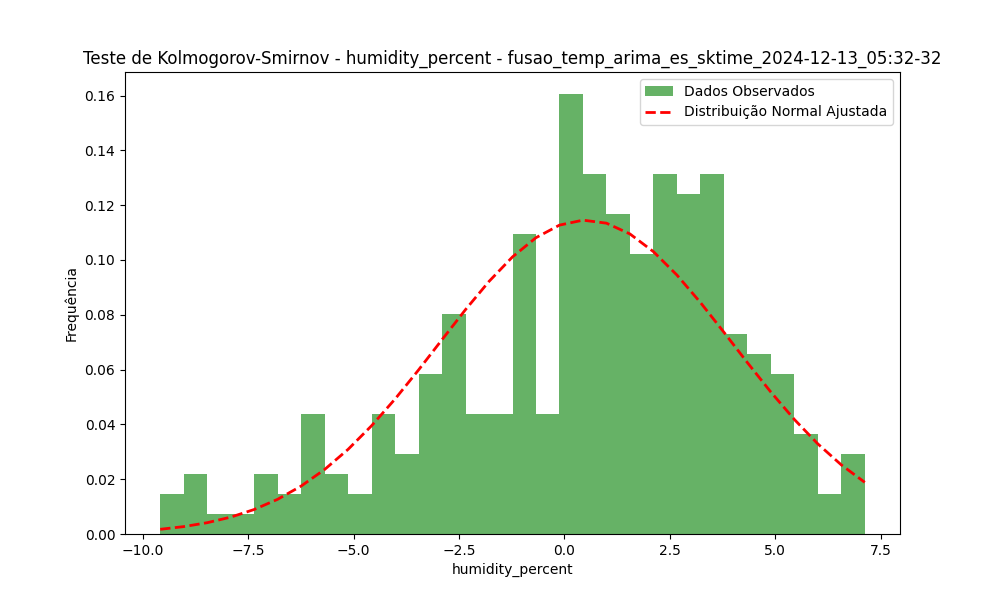 Teste de Kolmogorov-Smirnov - humidity_percent - fusao_temp_arima_es_sktime_2024-12-13_05:32-32
Dados Observados
Distribuição Normal Ajustada
Frequência
0.16
0.14
0.12
0.10
0.08
0.06
0.04
0.02
0.00
−10.0 −7.5 −5.0 −2.5 0.0 2.5 5.0 7.5
humidity_percent